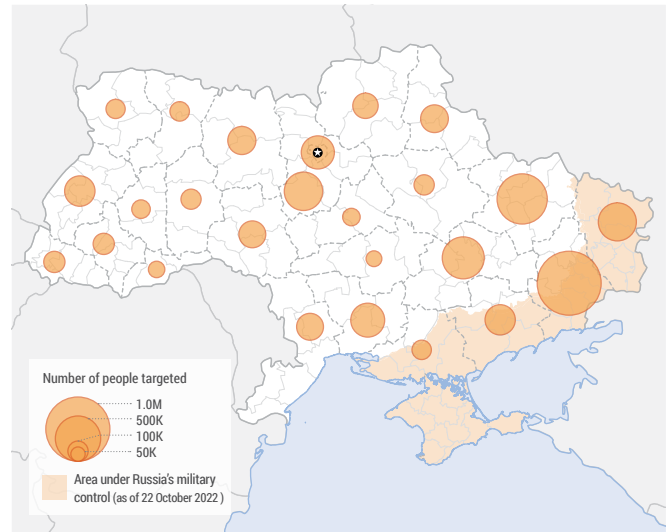 Number of people targeted
1.0M
500K
100K
50K
Area under Russia's military
control (as of 22 October 2022 )